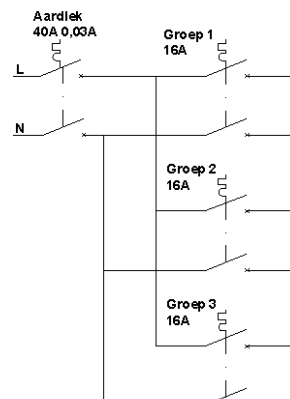 Aardlek
40A 0,03A
Groep 1
16A
L
N
Groep 2
16A
Groep 3
16A